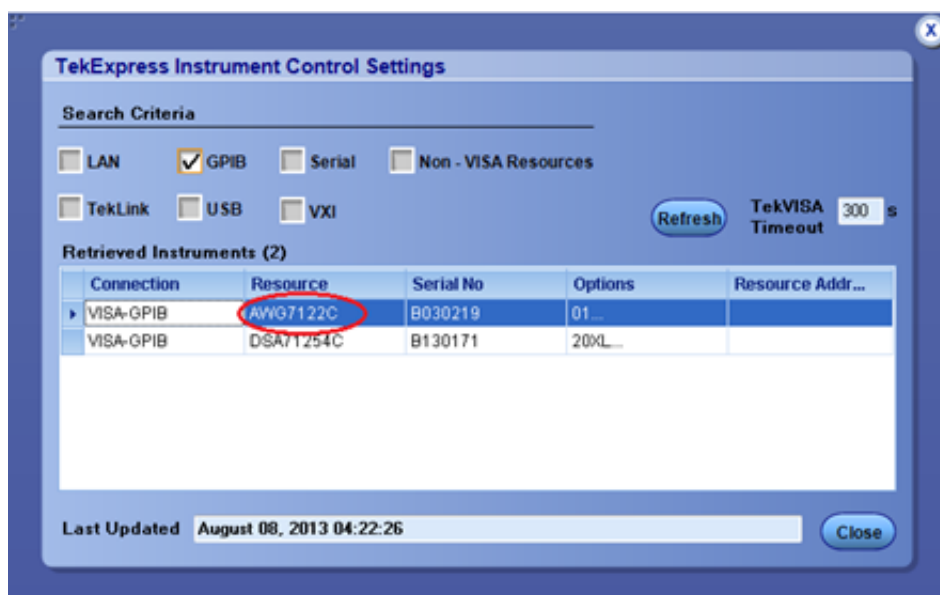 X
TekExpress Instrument Control Settings
Search Criteria
LAN GPIB Serial Non - VISA Resources
TekLink USB VXI
Refresh TekVISA Timeout 300 s
Retrieved Instruments (2)
Connection Resource Serial No Options Resource Addr...
VISA-GPIB AWG7122C B030219 01...
VISA-GPIB DSA71254C B130171 20XL...
Last Updated August 08, 2013 04:22:26 Close